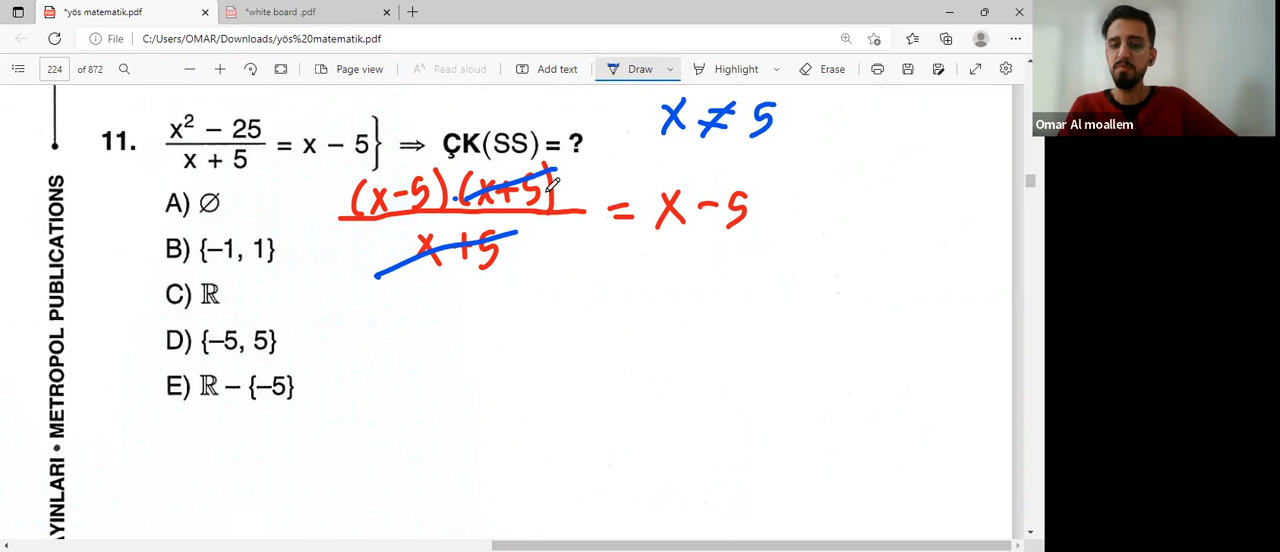 *yös matematik.pdf
*white board .pdf
File C:/Users/OMAR/Downloads/yös%20matematik.pdf
224 of 872 Page view Read aloud Add text Draw Highlight Erase
Omar Al moallem
x ≠ 5
11. (x² – 25)/(x + 5) = x – 5} ⇒ ÇK(SS) = ?
((x-5)·(x+5))/(x+5) = x-5
A) ∅
B) {–1, 1}
C) ℝ
D) {–5, 5}
E) ℝ – {–5}
AYINLARI • METROPOL PUBLICATIONS